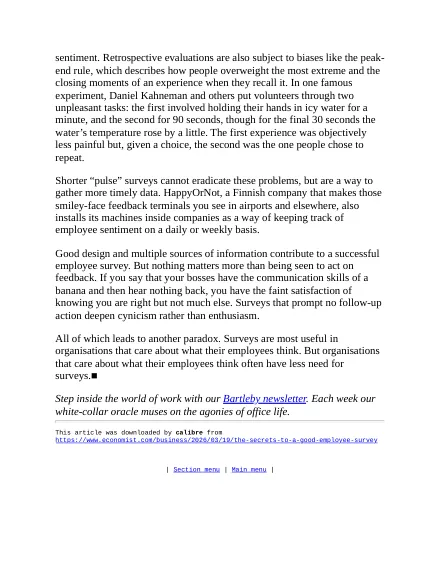 sentiment. Retrospective evaluations are also subject to biases like the peak-
end rule, which describes how people overweight the most extreme and the
closing moments of an experience when they recall it. In one famous
experiment, Daniel Kahneman and others put volunteers through two
unpleasant tasks: the first involved holding their hands in icy water for a
minute, and the second for 90 seconds, though for the final 30 seconds the
water’s temperature rose by a little. The first experience was objectively
less painful but, given a choice, the second was the one people chose to
repeat.
Shorter “pulse” surveys cannot eradicate these problems, but are a way to
gather more timely data. HappyOrNot, a Finnish company that makes those
smiley-face feedback terminals you see in airports and elsewhere, also
installs its machines inside companies as a way of keeping track of
employee sentiment on a daily or weekly basis.
Good design and multiple sources of information contribute to a successful
employee survey. But nothing matters more than being seen to act on
feedback. If you say that your bosses have the communication skills of a
banana and then hear nothing back, you have the faint satisfaction of
knowing you are right but not much else. Surveys that prompt no follow-up
action deepen cynicism rather than enthusiasm.
All of which leads to another paradox. Surveys are most useful in
organisations that care about what their employees think. But organisations
that care about what their employees think often have less need for
surveys.■
Step inside the world of work with our Bartleby newsletter. Each week our
white-collar oracle muses on the agonies of office life.
This article was downloaded by calibre from
https://www.economist.com/business/2026/03/19/the-secrets-to-a-good-employee-survey
| Section menu | Main menu |